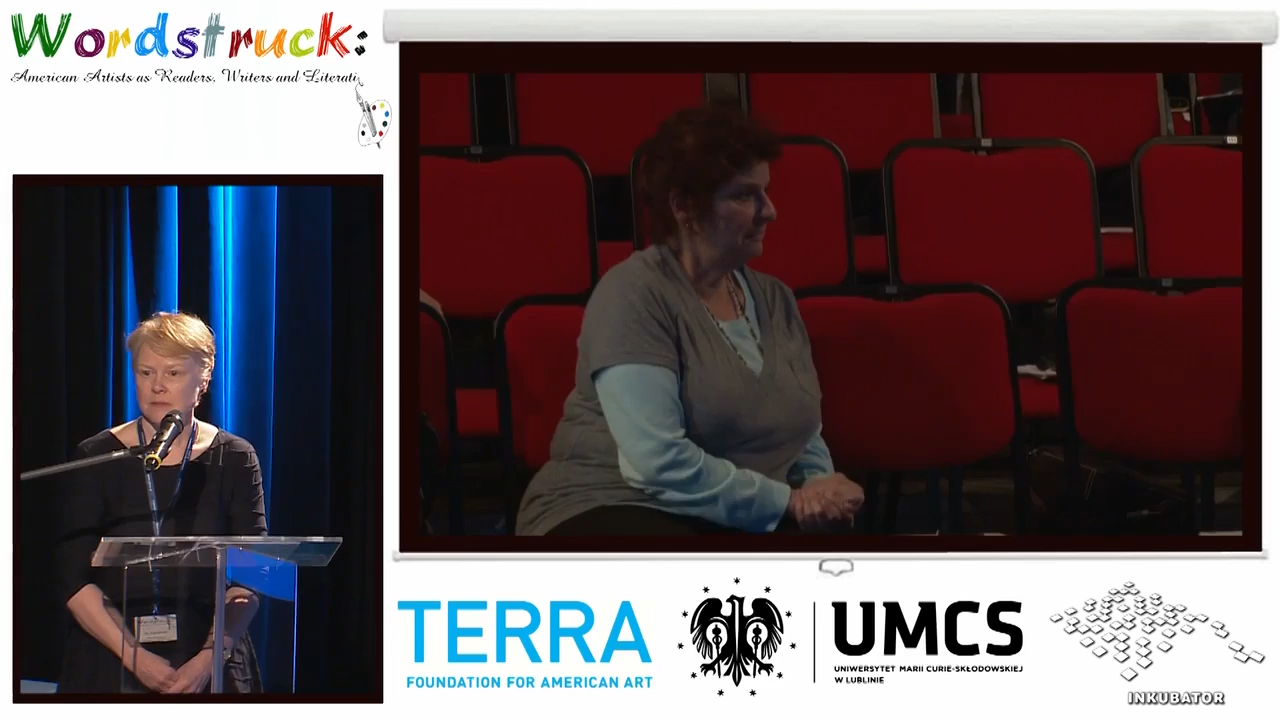 Wordstruck:
American Artists as Readers, Writers and Literati
TERRA
FOUNDATION FOR AMERICAN ART
UMCS
UNIWERSYTET MARII CURIE-SKŁODOWSKIEJ
W LUBLINIE
INKUBATOR